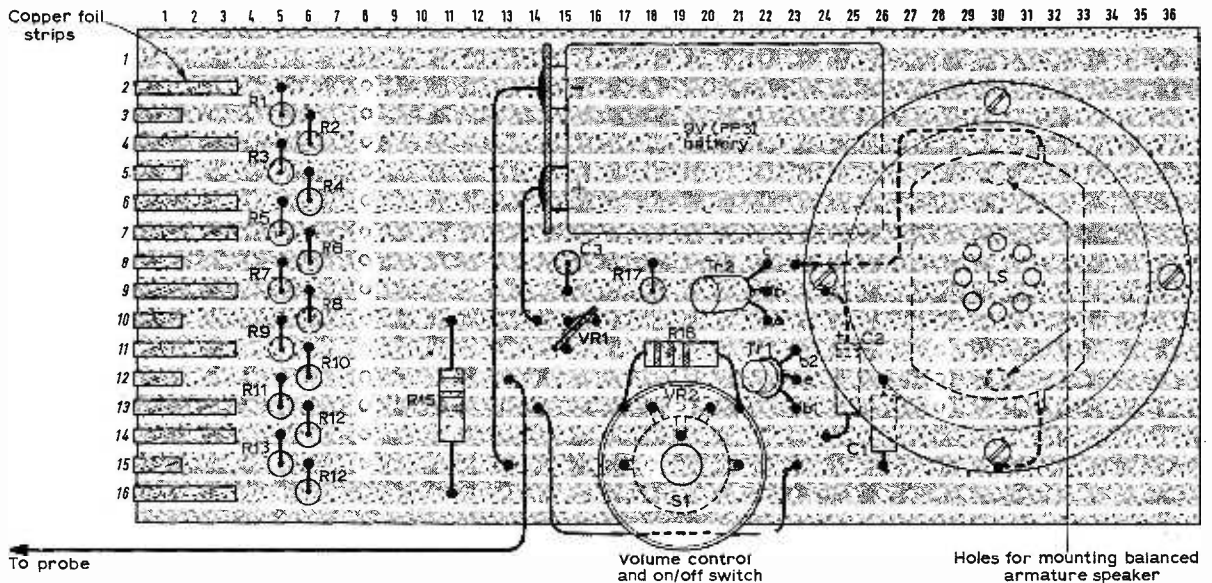 Copper foil
strips
1 2 3 4 5 6 7 8 9 10 11 12 13 14 15 16 17 18 19 20 21 22 23 24 25 26 27 28 29 30 31 32 33 34 35 36
1
2
3
4
5
6
7
8
9
10
11
12
13
14
15
16
R1
R2
R3
R4
R5
R6
R7
R8
R9
R10
R11
R12
R13
R12
R15
9V (PP3)
battery
C3
R17
Tr2
c
b
e
VR1
R16
Tr1
b2
e
b1
VR2
S1
C2
C
LS
To probe
Volume control
and on/off switch
Holes for mounting balanced
armature speaker